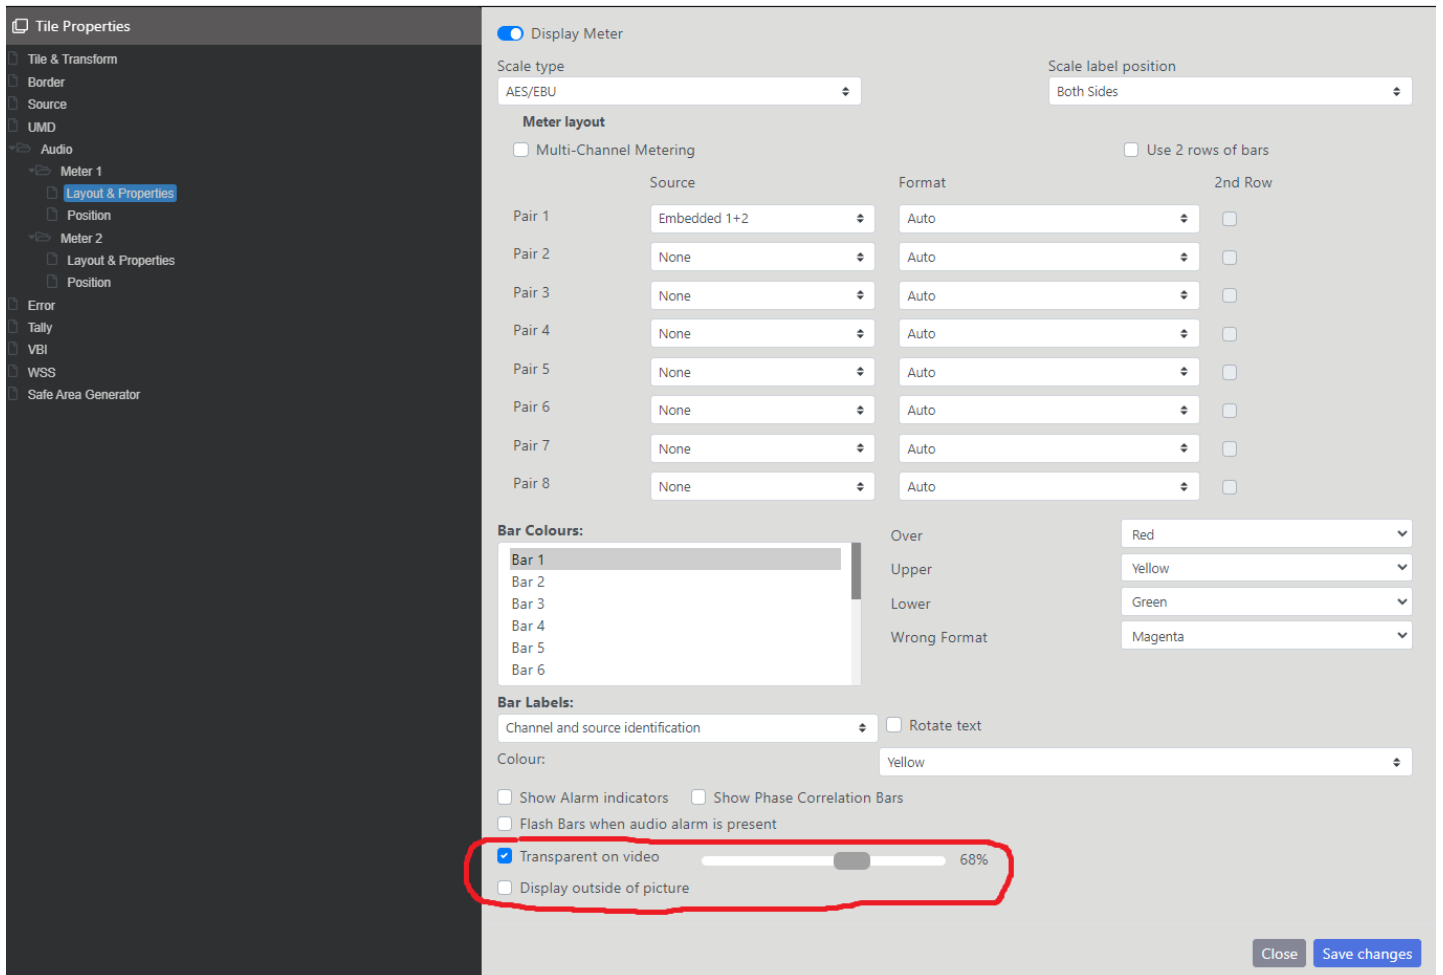 Tile Properties
Tile & Transform
Border
Source
UMD
Audio
Meter 1
Layout & Properties
Position
Meter 2
Layout & Properties
Position
Error
Tally
VBI
WSS
Safe Area Generator
Display Meter
Scale type Scale label position
AES/EBU Both Sides
Meter layout
Multi-Channel Metering Use 2 rows of bars
Source Format 2nd Row
Pair 1 Embedded 1+2 Auto
Pair 2 None Auto
Pair 3 None Auto
Pair 4 None Auto
Pair 5 None Auto
Pair 6 None Auto
Pair 7 None Auto
Pair 8 None Auto
Bar Colours:
Bar 1
Bar 2
Bar 3
Bar 4
Bar 5
Bar 6
Over Red
Upper Yellow
Lower Green
Wrong Format Magenta
Bar Labels:
Channel and source identification Rotate text
Colour: Yellow
Show Alarm indicators Show Phase Correlation Bars
Flash Bars when audio alarm is present
Transparent on video 68%
Display outside of picture
Close Save changes